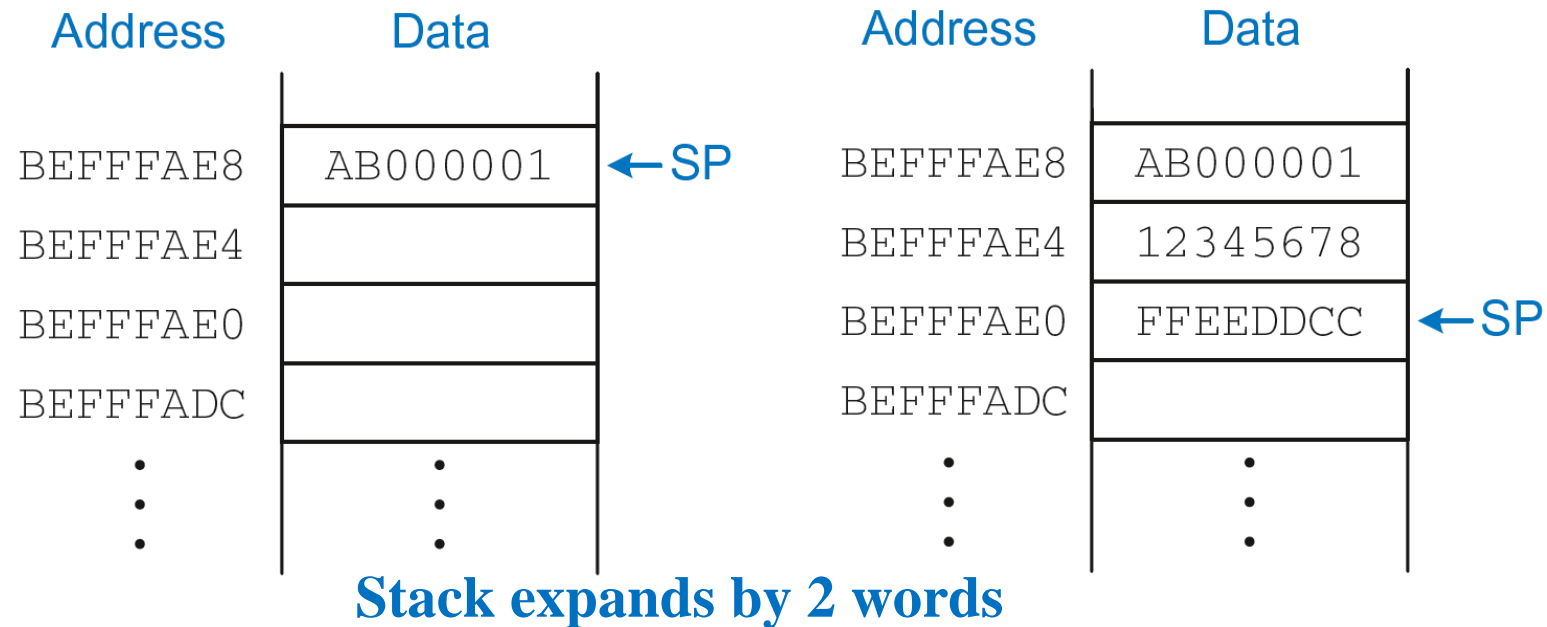 Address Data Address Data
BEFFFAE8 AB000001 SP BEFFFAE8 AB000001
BEFFFAE4 BEFFFAE4 12345678
BEFFFAE0 BEFFFAE0 FFEEDDCC SP
BEFFFADC BEFFFADC
Stack expands by 2 words